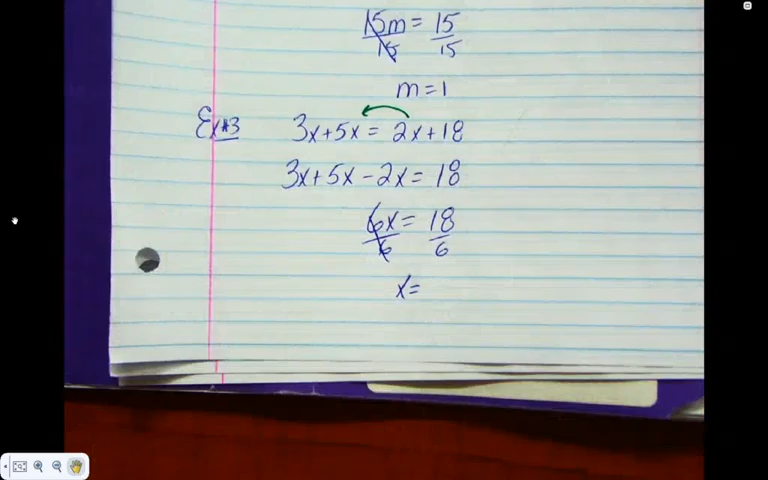 15m = 15
15 15
m = 1
Ex#3 3x+5x = 2x+18
3x+5x-2x = 18
6x = 18
6 6
x =